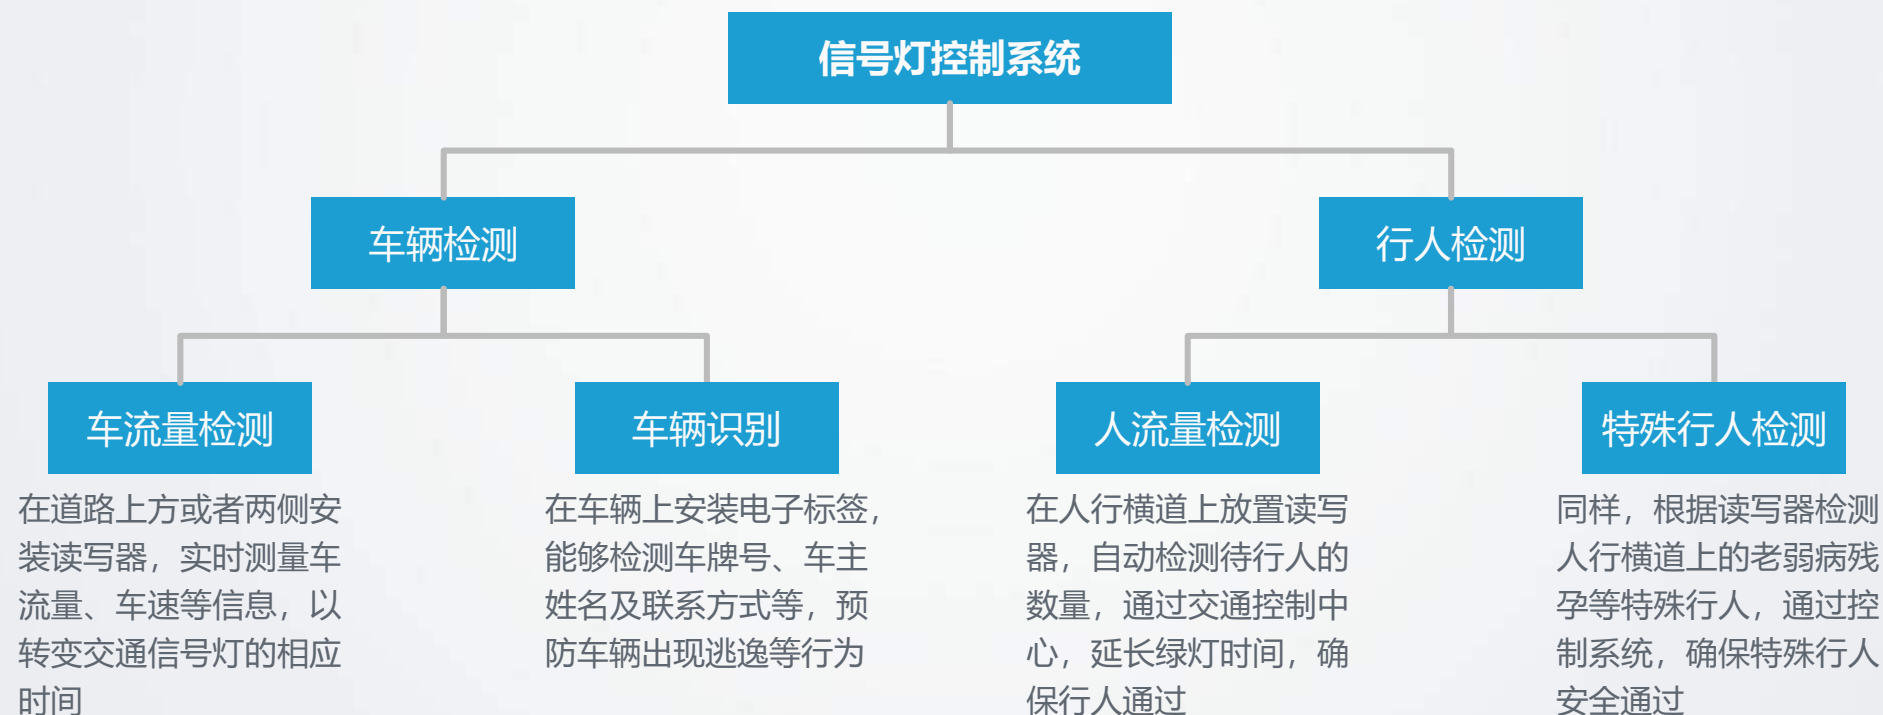 信号灯控制系统
车辆检测
行人检测
车流量检测
车辆识别
人流量检测
特殊行人检测
在道路上方或者两侧安
装读写器，实时测量车
流量、车速等信息，以
转变交通信号灯的相应
时间
在车辆上安装电子标签，
能够检测车牌号、车主
姓名及联系方式等，预
防车辆出现逃逸等行为
在人行横道上放置读写
器，自动检测待行人的
数量，通过交通控制中
心，延长绿灯时间，确
保行人通过
同样，根据读写器检测
人行横道上的老弱病残
孕等特殊行人，通过控
制系统，确保特殊行人
安全通过